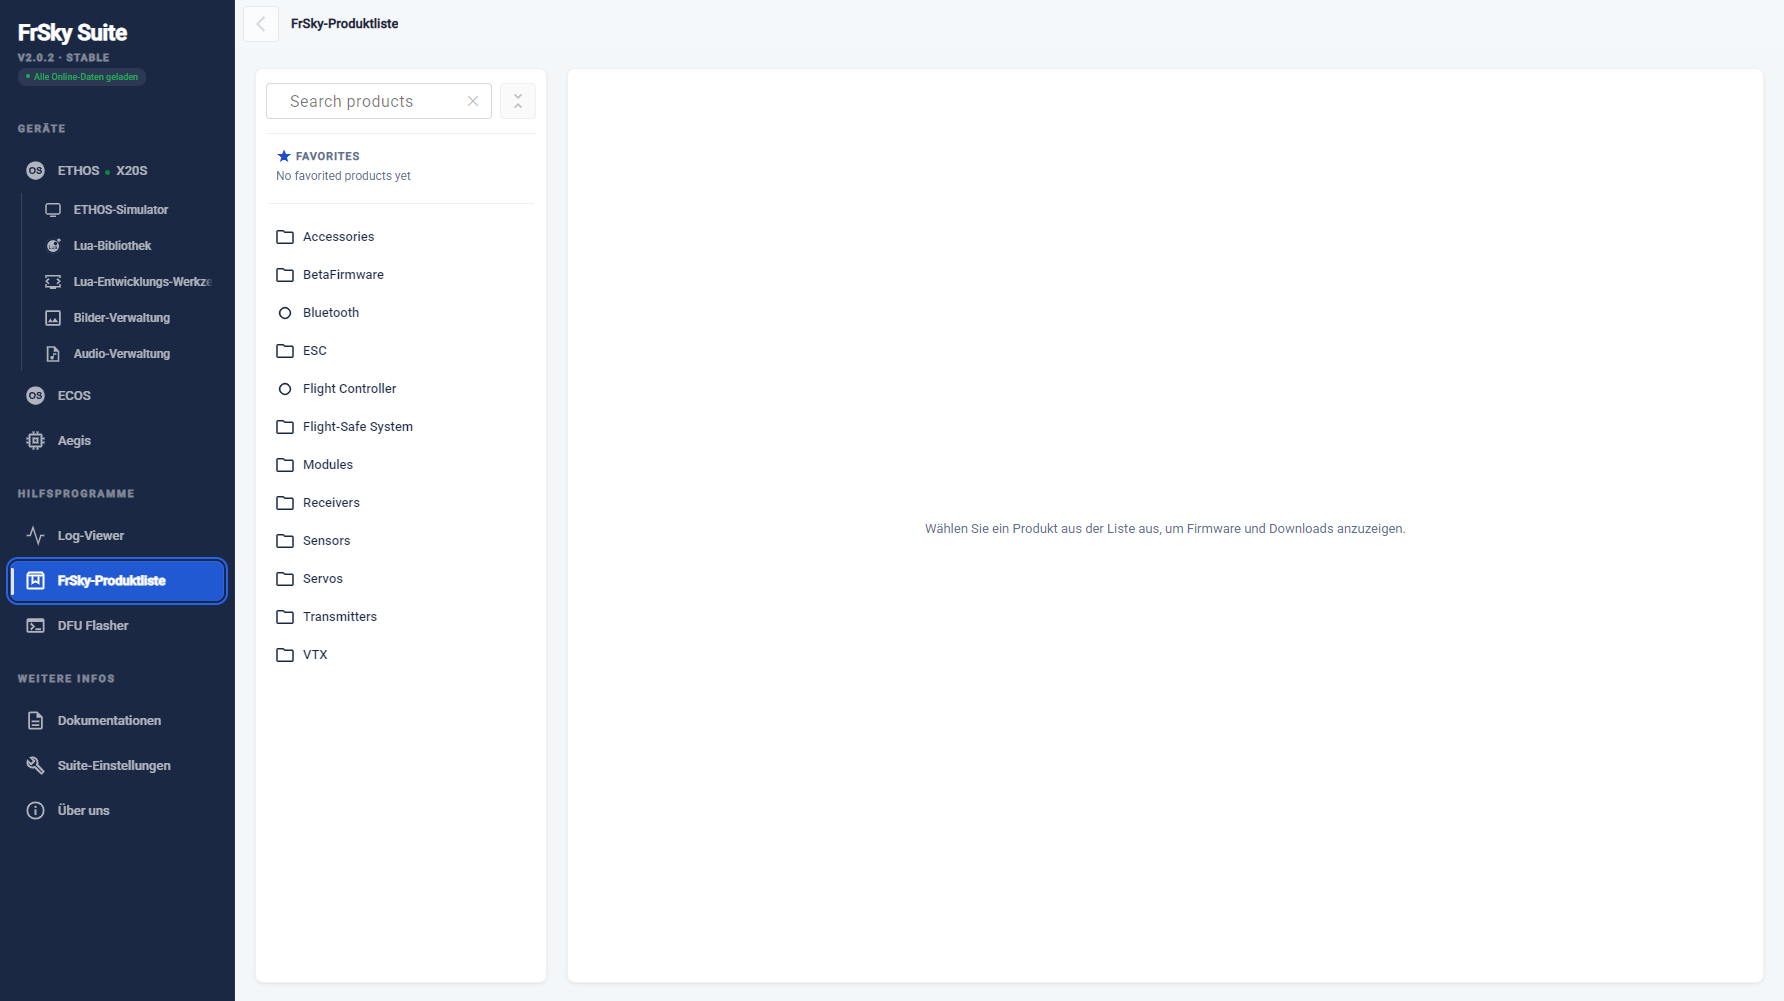 FrSky Suite
V2.0.2 · STABLE
Alle Online-Daten geladen
GERÄTE
ETHOS X20S
ETHOS-Simulator
Lua-Bibliothek
Lua-Entwicklungs-Werkze
Bilder-Verwaltung
Audio-Verwaltung
ECOS
Aegis
HILFSPROGRAMME
Log-Viewer
FrSky-Produktliste
DFU Flasher
WEITERE INFOS
Dokumentationen
Suite-Einstellungen
Über uns
FrSky-Produktliste
Search products
FAVORITES
No favorited products yet
Accessories
BetaFirmware
Bluetooth
ESC
Flight Controller
Flight-Safe System
Modules
Receivers
Sensors
Servos
Transmitters
VTX
Wählen Sie ein Produkt aus der Liste aus, um Firmware und Downloads anzuzeigen.